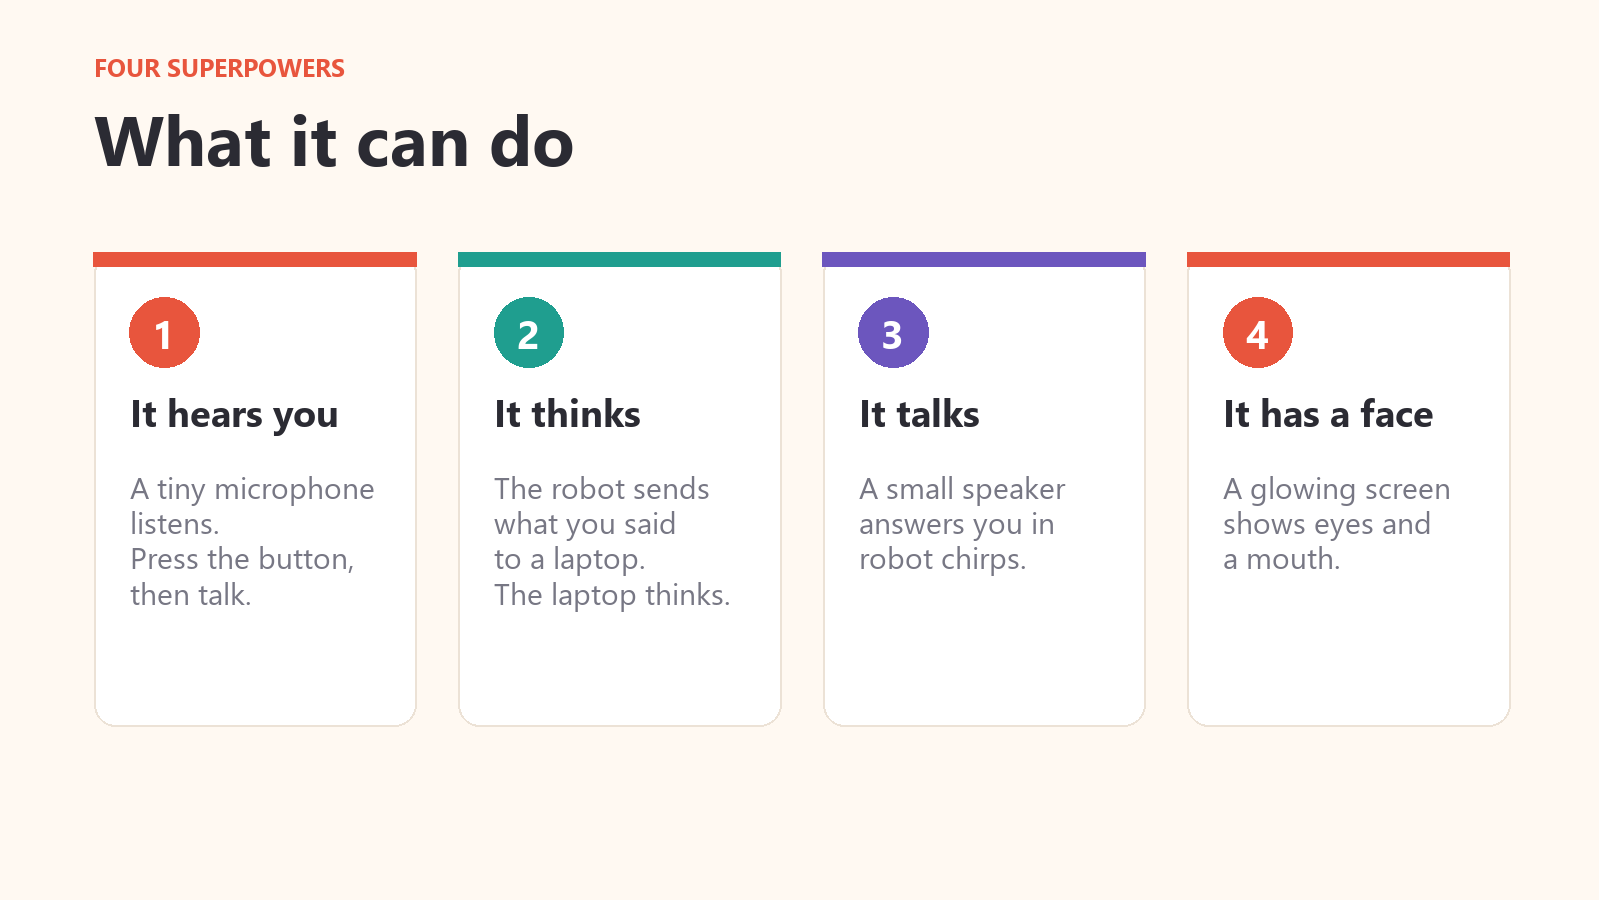 FOUR SUPERPOWERS
What it can do
1
It hears you
A tiny microphone
listens.
Press the button,
then talk.
2
It thinks
The robot sends
what you said
to a laptop.
The laptop thinks.
3
It talks
A small speaker
answers you in
robot chirps.
4
It has a face
A glowing screen
shows eyes and
a mouth.